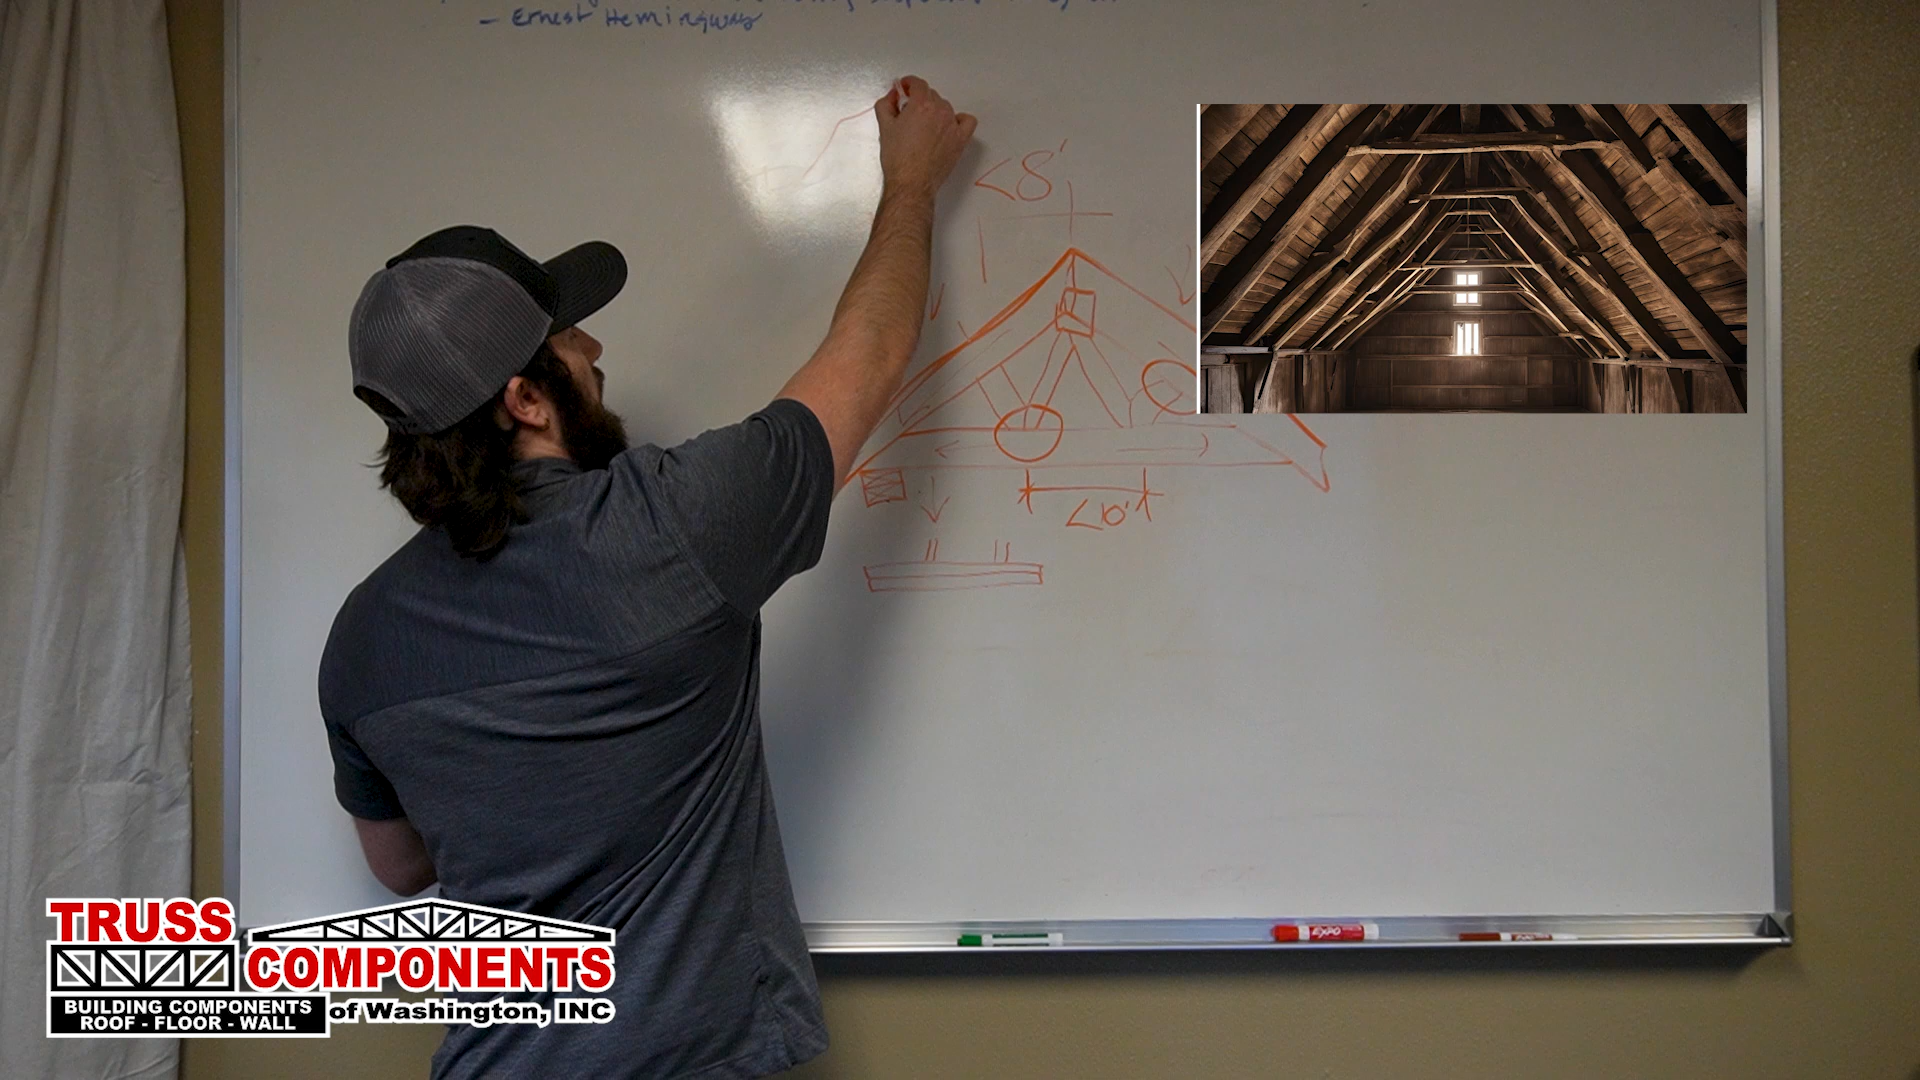 - Ernest Hemingway
<8'
<10'
EXPO
TRUSS
COMPONENTS
BUILDING COMPONENTS
ROOF - FLOOR - WALL
of Washington, INC